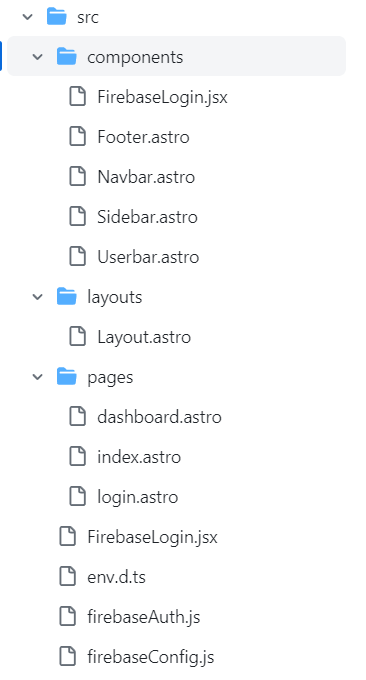 src
components
FirebaseLogin.jsx
Footer.astro
Navbar.astro
Sidebar.astro
Userbar.astro
layouts
Layout.astro
pages
dashboard.astro
index.astro
login.astro
FirebaseLogin.jsx
env.d.ts
firebaseAuth.js
firebaseConfig.js